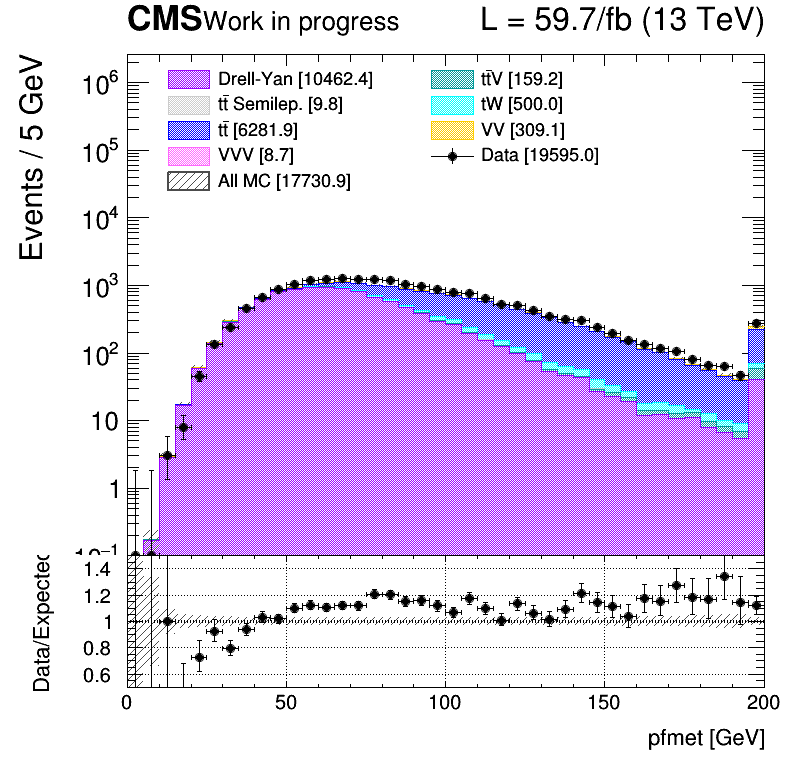 CMS Work in progress L = 59.7/fb (13 TeV)
Events / 5 GeV
10⁶
10⁵
10⁴
10³
10²
10
1
10⁻¹
Drell-Yan [10462.4]
tt̄ Semilep. [9.8]
tt̄ [6281.9]
VVV [8.7]
All MC [17730.9]
tt̄V [159.2]
tW [500.0]
VV [309.1]
Data [19595.0]
Data/Expected
1.4
1.2
1
0.8
0.6
0 50 100 150 200
pfmet [GeV]